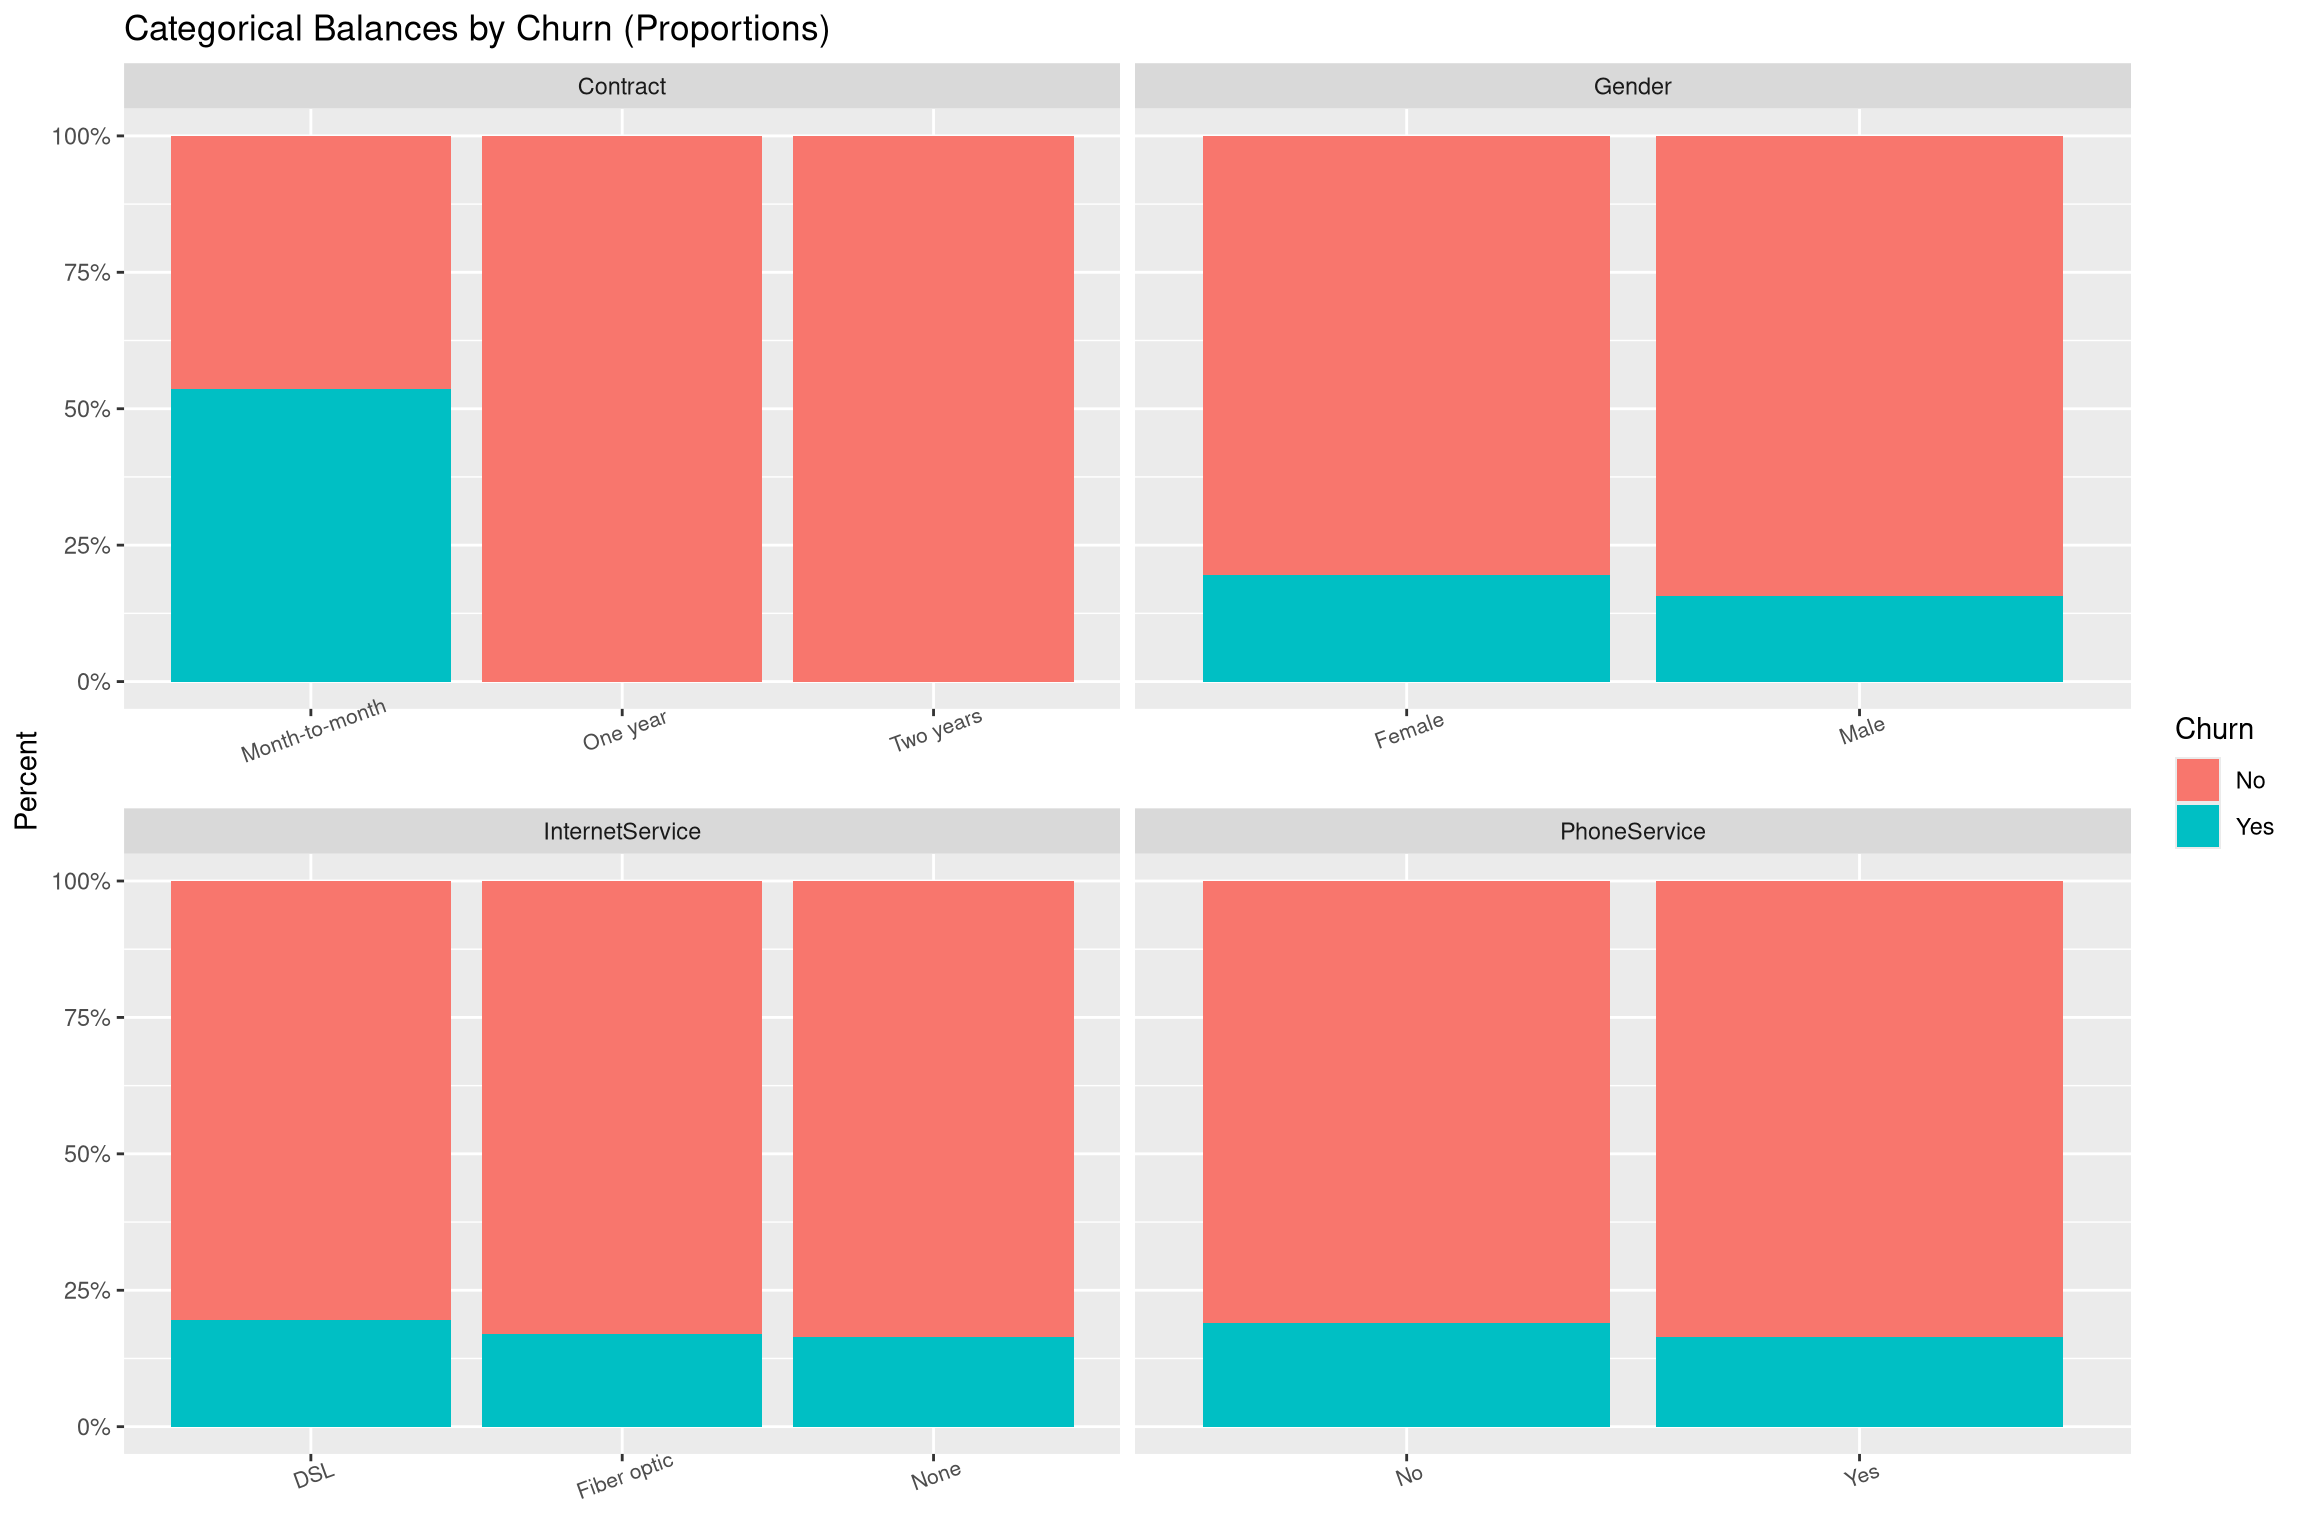 Categorical Balances by Churn (Proportions)
Contract
Gender
100%
75%
50%
25%
0%
Month-to-month
One year
Two years
Female
Male
Percent
InternetService
PhoneService
100%
75%
50%
25%
0%
DSL
Fiber optic
None
No
Yes
Churn
No
Yes